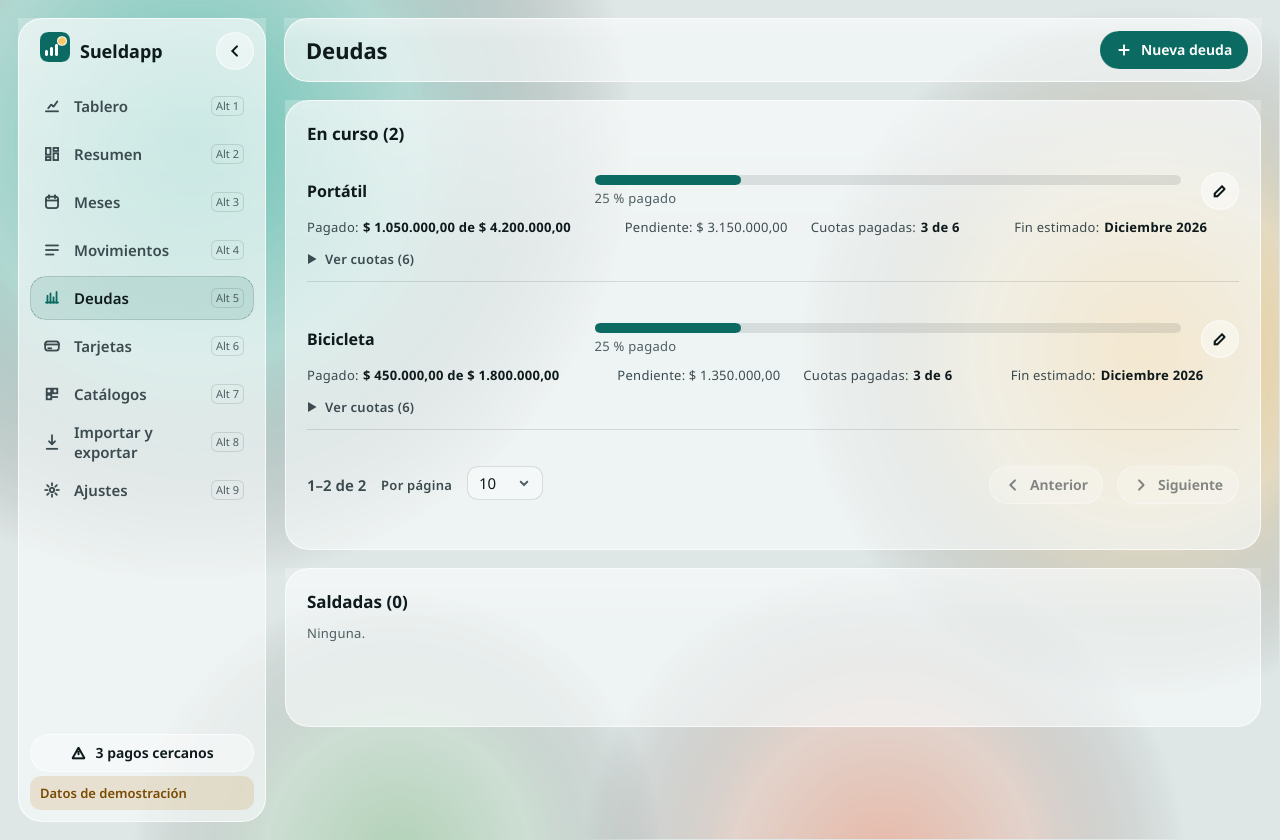 Sueldapp
Tablero Alt 1
Resumen Alt 2
Meses Alt 3
Movimientos Alt 4
Deudas Alt 5
Tarjetas Alt 6
Catálogos Alt 7
Importar y
exportar Alt 8
Ajustes Alt 9
3 pagos cercanos
Datos de demostración
Deudas
Nueva deuda
En curso (2)
Portátil
25 % pagado
Pagado: $ 1.050.000,00 de $ 4.200.000,00 Pendiente: $ 3.150.000,00 Cuotas pagadas: 3 de 6 Fin estimado: Diciembre 2026
Ver cuotas (6)
Bicicleta
25 % pagado
Pagado: $ 450.000,00 de $ 1.800.000,00 Pendiente: $ 1.350.000,00 Cuotas pagadas: 3 de 6 Fin estimado: Diciembre 2026
Ver cuotas (6)
1–2 de 2 Por página 10 Anterior Siguiente
Saldadas (0)
Ninguna.